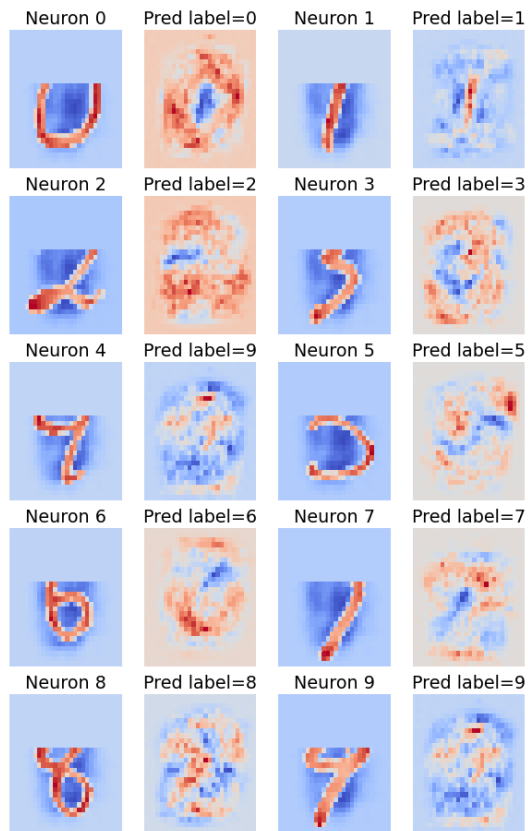 Neuron 0 Pred label=0 Neuron 1 Pred label=1
Neuron 2 Pred label=2 Neuron 3 Pred label=3
Neuron 4 Pred label=9 Neuron 5 Pred label=5
Neuron 6 Pred label=6 Neuron 7 Pred label=7
Neuron 8 Pred label=8 Neuron 9 Pred label=9